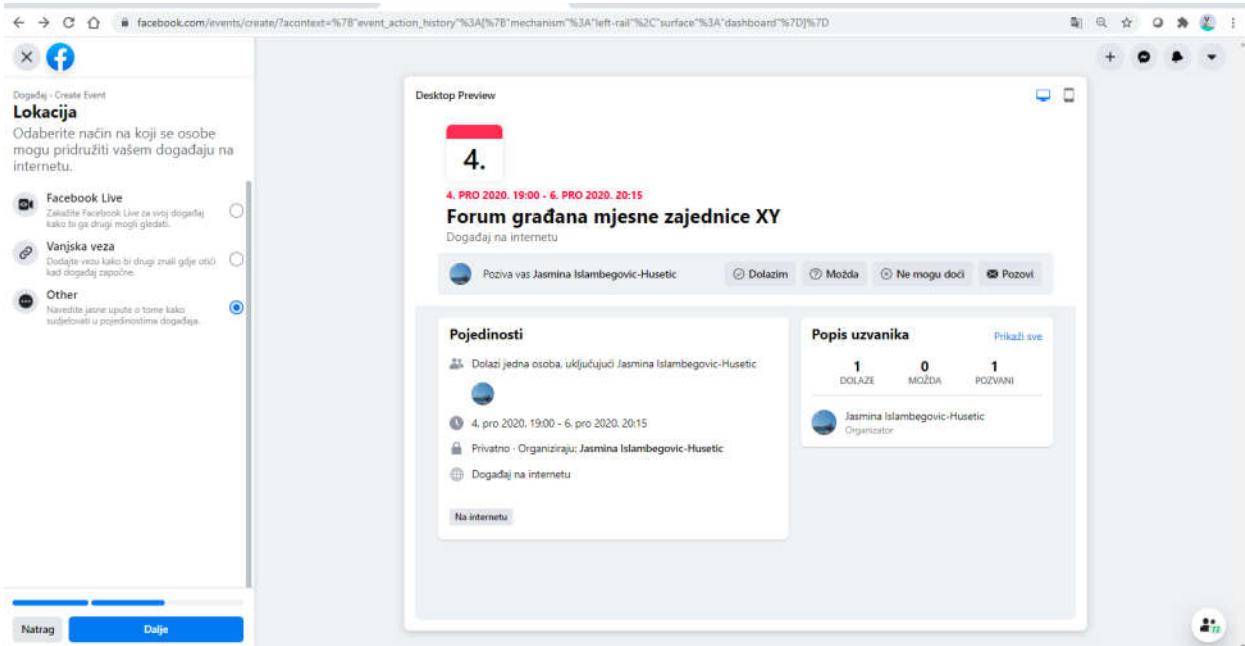 facebook.com/events/create/?acontext=%7B"event_action_history"%3A[%7B"mechanism"%3A"left-rail"%2C"surface"%3A"dashboard"%7D]%7D
Događaj - Create Event
Lokacija
Odaberite način na koji se osobe
mogu pridružiti vašem događaju na
internetu.
Facebook Live
Zakažite Facebook Live za svoj događaj
kako bi ga drugi mogli gledati.
Vanjska veza
Dodajte vezu kako bi drugi znali gdje otići
kad događaj započne.
Other
Navedite jasne upute o tome kako
sudjelovati u pojedinostima događaja.
Natrag
Dalje
Desktop Preview
4.
4. PRO 2020. 19:00 - 6. PRO 2020. 20:15
Forum građana mjesne zajednice XY
Događaj na internetu
Poziva vas Jasmina Islambegovic-Husetic
Dolazim
Možda
Ne mogu doći
Pozovi
Pojedinosti
Dolazi jedna osoba, uključujući Jasmina Islambegovic-Husetic
4. pro 2020. 19:00 - 6. pro 2020. 20:15
Privatno · Organiziraju: Jasmina Islambegovic-Husetic
Događaj na internetu
Na internetu
Popis uzvanika
Prikaži sve
1 0 1
DOLAZE MOŽDA POZVANI
Jasmina Islambegovic-Husetic
Organizator